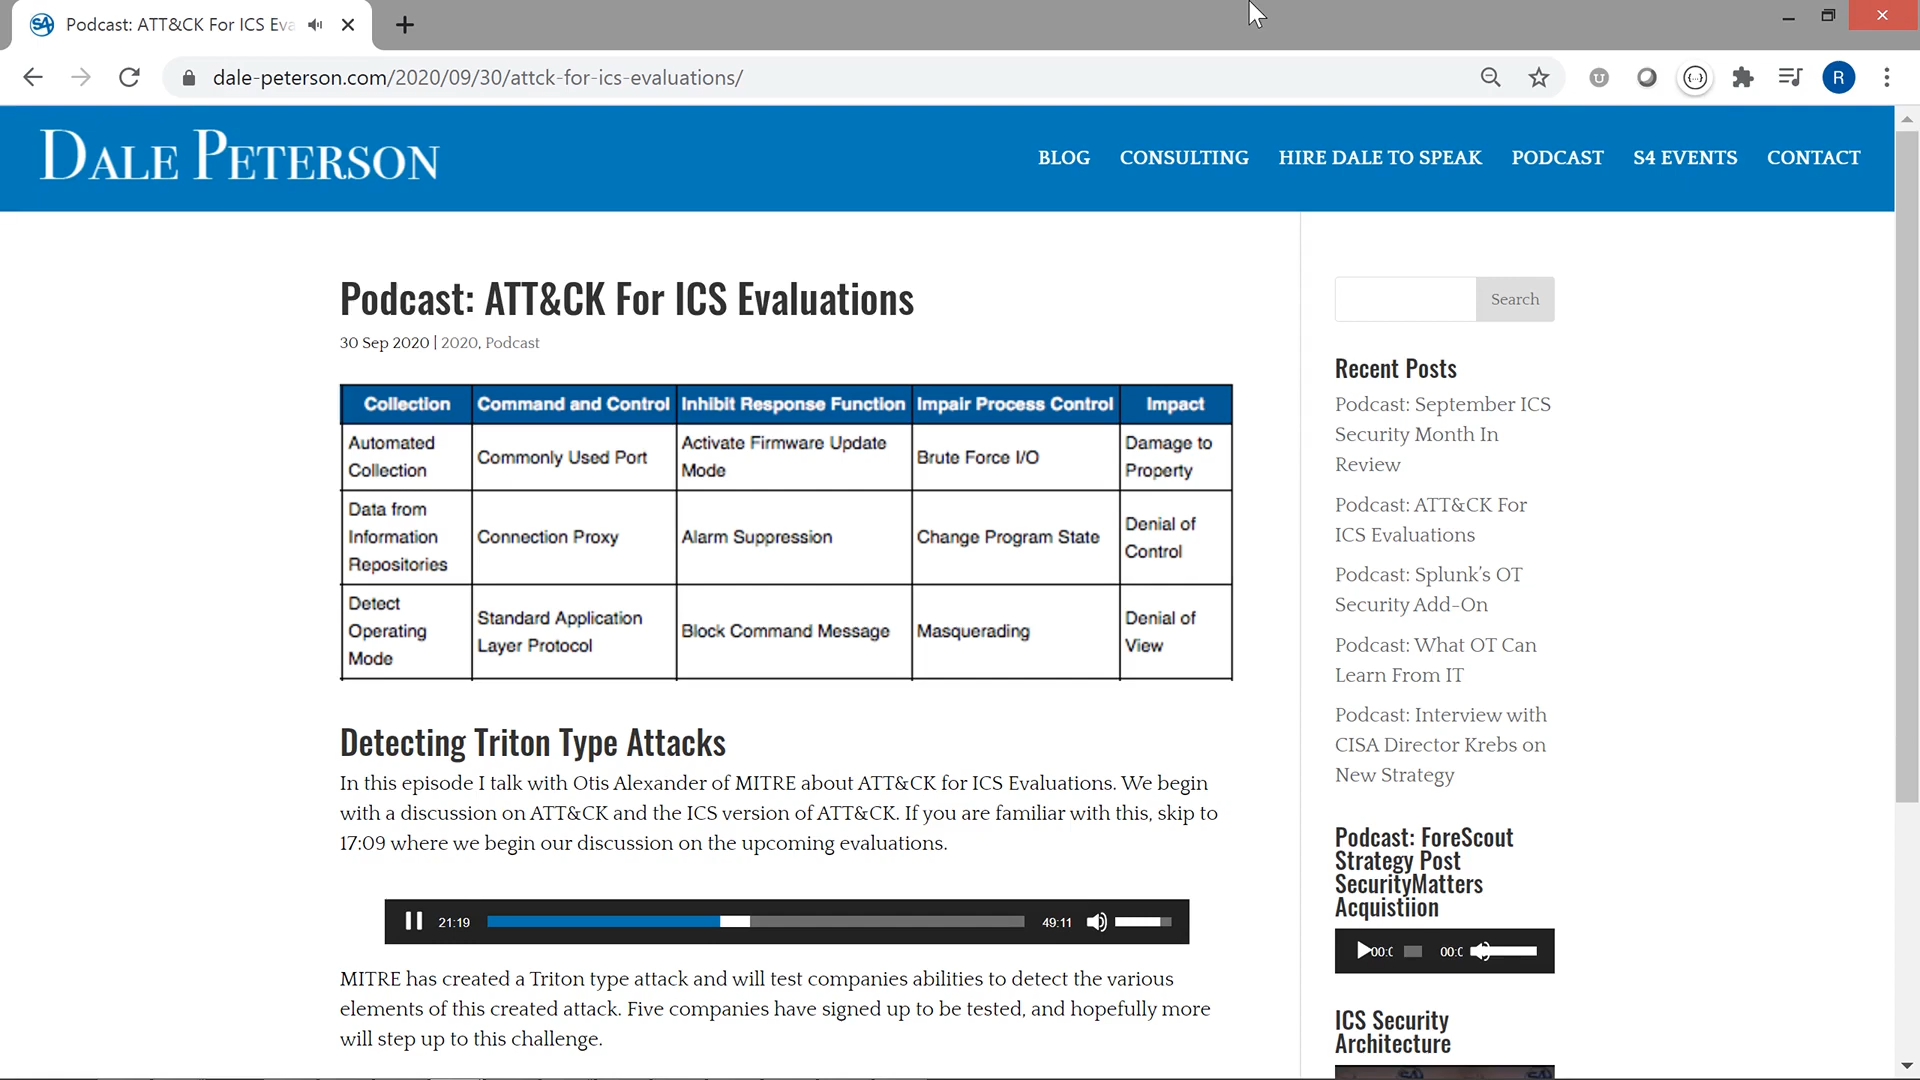 Podcast: ATT&CK For ICS Eva
dale-peterson.com/2020/09/30/attck-for-ics-evaluations/
R
DALE PETERSON
BLOG CONSULTING HIRE DALE TO SPEAK PODCAST S4 EVENTS CONTACT
Podcast: ATT&CK For ICS Evaluations
30 Sep 2020 | 2020, Podcast
Collection Command and Control Inhibit Response Function Impair Process Control Impact
Automated Collection Commonly Used Port Activate Firmware Update Mode Brute Force I/O Damage to Property
Data from Information Repositories Connection Proxy Alarm Suppression Change Program State Denial of Control
Detect Operating Mode Standard Application Layer Protocol Block Command Message Masquerading Denial of View
Detecting Triton Type Attacks
In this episode I talk with Otis Alexander of MITRE about ATT&CK for ICS Evaluations. We begin
with a discussion on ATT&CK and the ICS version of ATT&CK. If you are familiar with this, skip to
17:09 where we begin our discussion on the upcoming evaluations.
21:19 49:11
MITRE has created a Triton type attack and will test companies abilities to detect the various
elements of this created attack. Five companies have signed up to be tested, and hopefully more
will step up to this challenge.
Search
Recent Posts
Podcast: September ICS
Security Month In
Review
Podcast: ATT&CK For
ICS Evaluations
Podcast: Splunk's OT
Security Add-On
Podcast: What OT Can
Learn From IT
Podcast: Interview with
CISA Director Krebs on
New Strategy
Podcast: ForeScout
Strategy Post
SecurityMatters
Acquistiion
00:0 00:0
ICS Security
Architecture